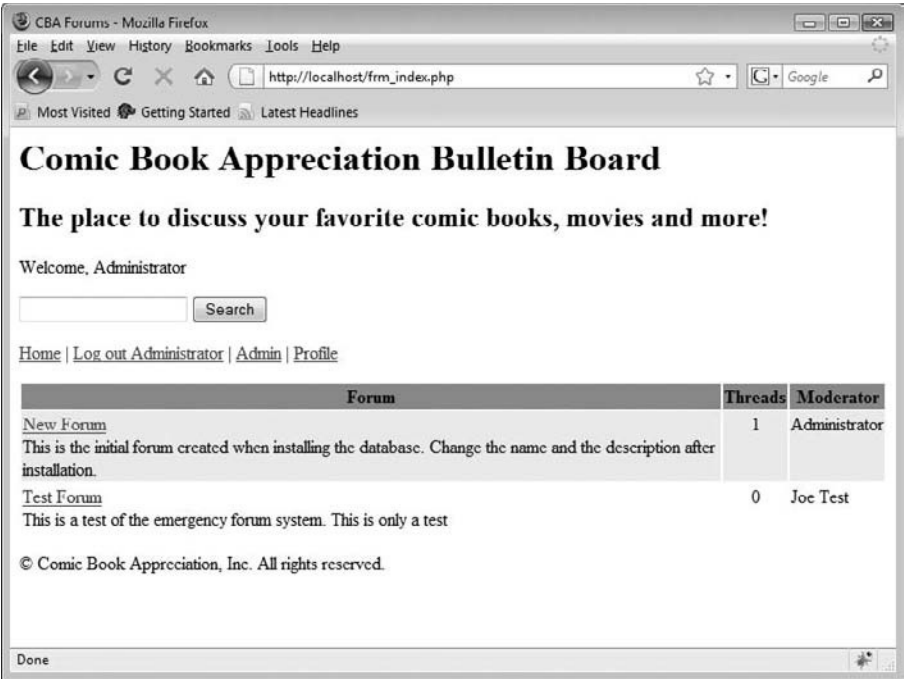 CBA Forums - Mozilla Firefox
File Edit View History Bookmarks Tools Help
http://localhost/frm_index.php
G Google
Most Visited Getting Started Latest Headlines
Comic Book Appreciation Bulletin Board
The place to discuss your favorite comic books, movies and more!
Welcome, Administrator
Search
Home | Log out Administrator | Admin | Profile
Forum Threads Moderator
New Forum 1 Administrator
This is the initial forum created when installing the database. Change the name and the description after
installation.
Test Forum 0 Joe Test
This is a test of the emergency forum system. This is only a test
© Comic Book Appreciation, Inc. All rights reserved.
Done